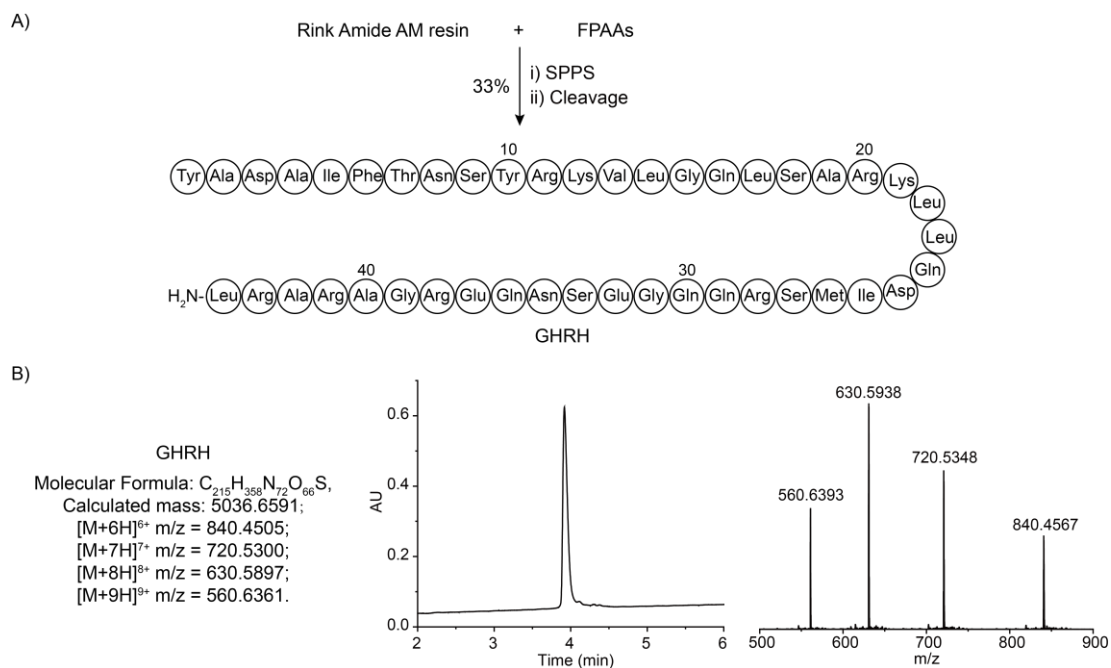 A)
Rink Amide AM resin + FPAAs
33%
i) SPPS
ii) Cleavage
10 20
Tyr Ala Asp Ala Ile Phe Thr Asn Ser Tyr Arg Lys Val Leu Gly Gln Leu Ser Ala Arg Lys
Leu
Leu
Gln
40 30
H₂N- Leu Arg Ala Arg Ala Gly Arg Glu Gln Asn Ser Glu Gly Gln Gln Arg Ser Met Ile Asp
GHRH
B)
GHRH
Molecular Formula: C₂₁₅H₃₅₈N₇₂O₆₆S,
Calculated mass: 5036.6591;
[M+6H]⁶⁺ m/z = 840.4505;
[M+7H]⁷⁺ m/z = 720.5300;
[M+8H]⁸⁺ m/z = 630.5897;
[M+9H]⁹⁺ m/z = 560.6361.
AU
0.6
0.4
0.2
0.0
2 3 4 5 6
Time (min)
630.5938
720.5348
560.6393
840.4567
500 600 700 800 900
m/z